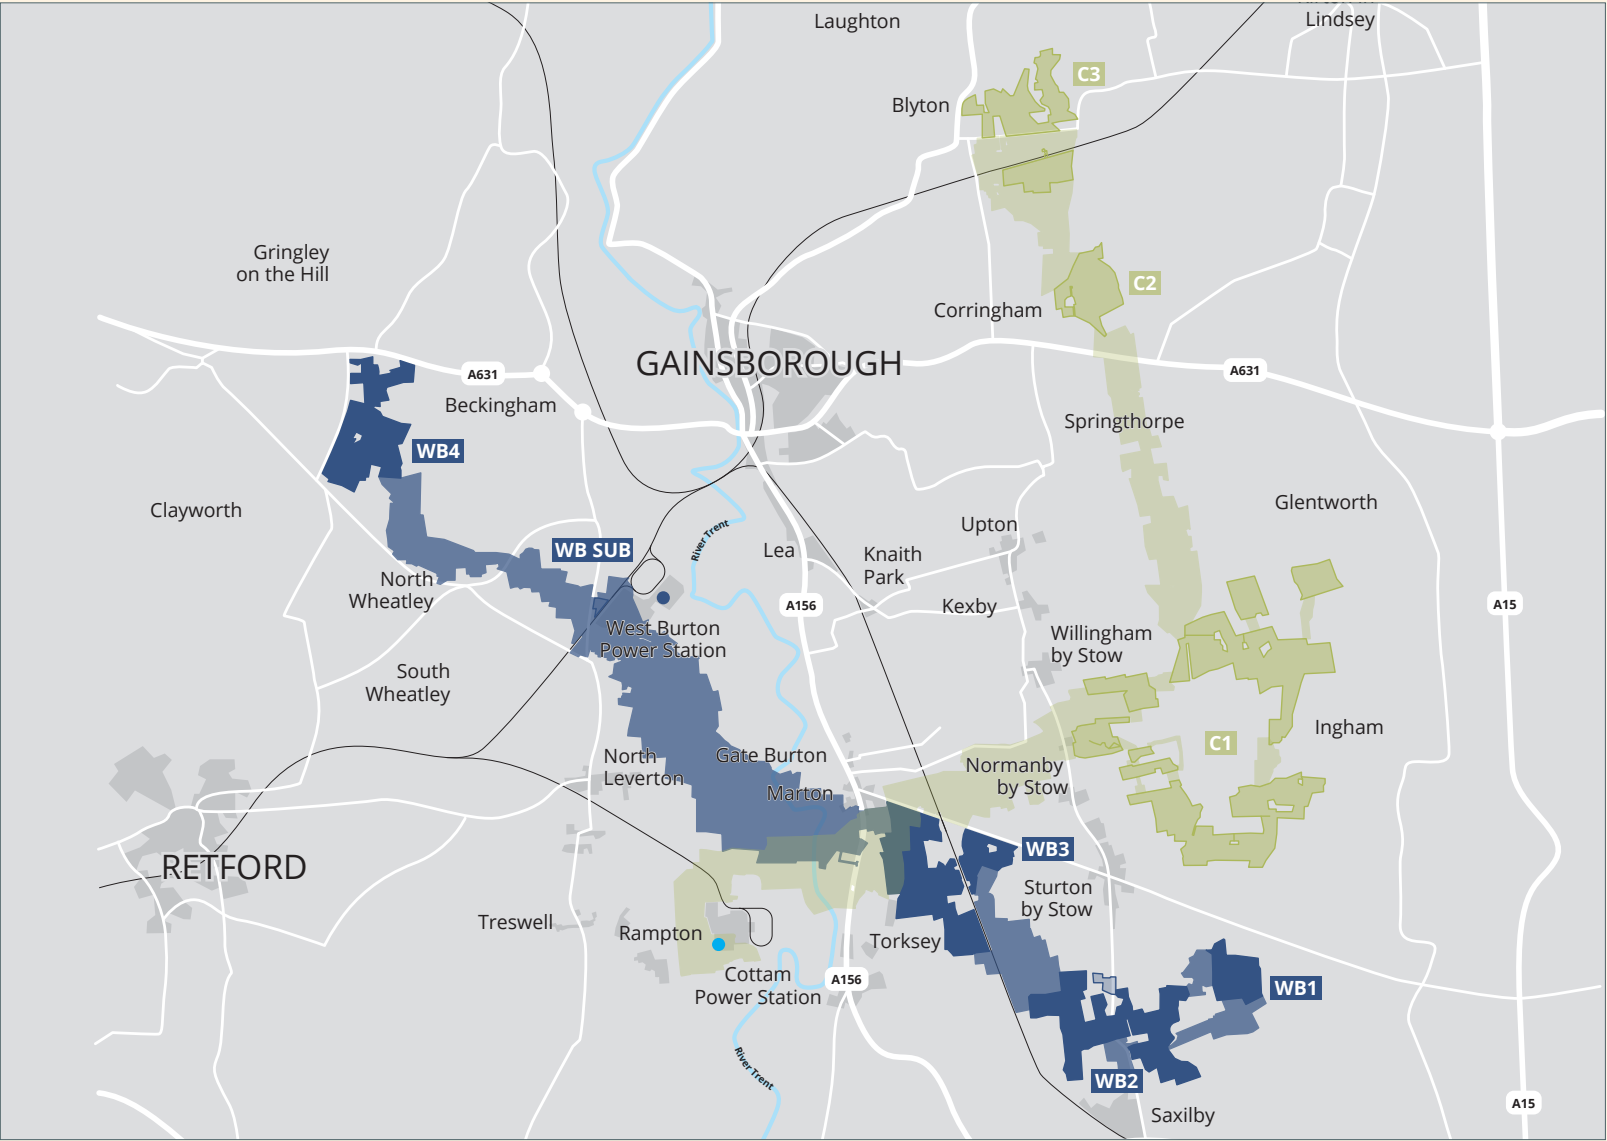 Laughton
Lindsey
C3
Blyton
Gringley
on the Hill
C2
Corringham
GAINSBOROUGH
A631
A631
Beckingham
Springthorpe
WB4
Clayworth
Glentworth
River Trent
Upton
WB SUB
Lea
Knaith
Park
North
Wheatley
A156
Kexby
A15
West Burton
Power Station
Willingham
by Stow
South
Wheatley
Ingham
C1
North
Leverton
Gate Burton
Normanby
by Stow
Marton
WB3
RETFORD
Sturton
by Stow
Treswell
Rampton
Torksey
Cottam
Power Station
A156
WB1
River Trent
WB2
Saxilby
A15